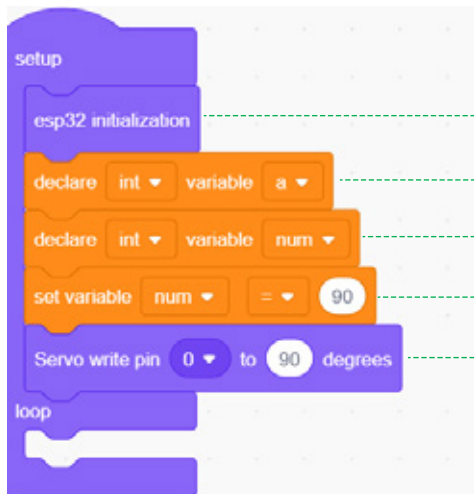 setup
esp32 initialization
declare int variable a
declare int variable num
set variable num = 90
Servo write pin 0 to 90 degrees
loop